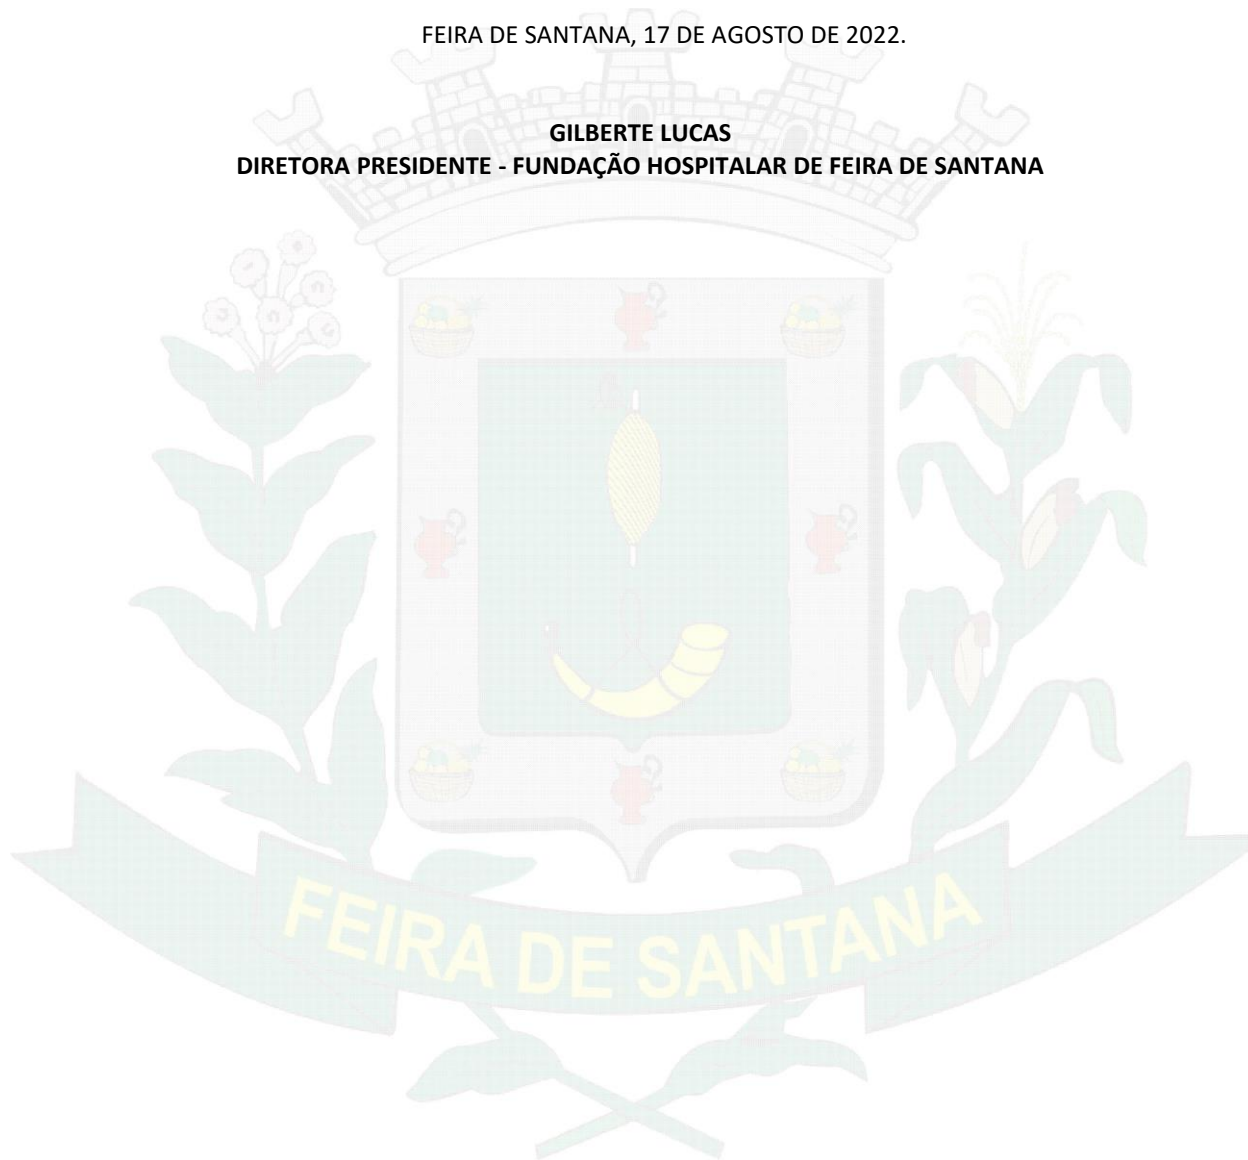 FEIRA DE SANTANA, 17 DE AGOSTO DE 2022.
GILBERTE LUCAS
DIRETORA PRESIDENTE - FUNDAÇÃO HOSPITALAR DE FEIRA DE SANTANA
FEIRA DE SANTANA